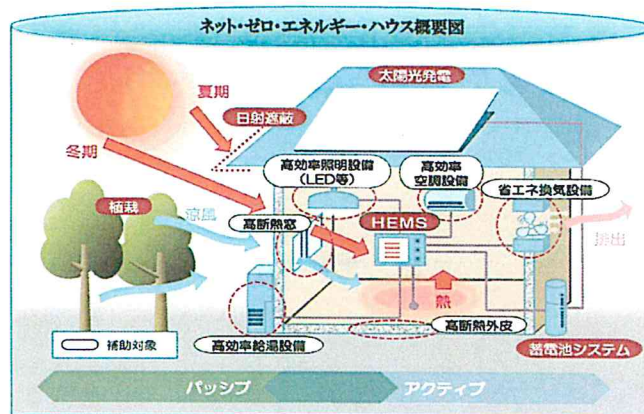 ネット・ゼロ・エネルギー・ハウス概要図
太陽光発電
夏期
日射遮蔽
冬期
高効率照明設備
(LED等)
高効率
空調設備
省エネ換気設備
植栽
涼風
高断熱窓
HEMS
排出
熱
補助対象
高効率給湯設備
高断熱外皮
蓄電池システム
パッシブ
アクティブ